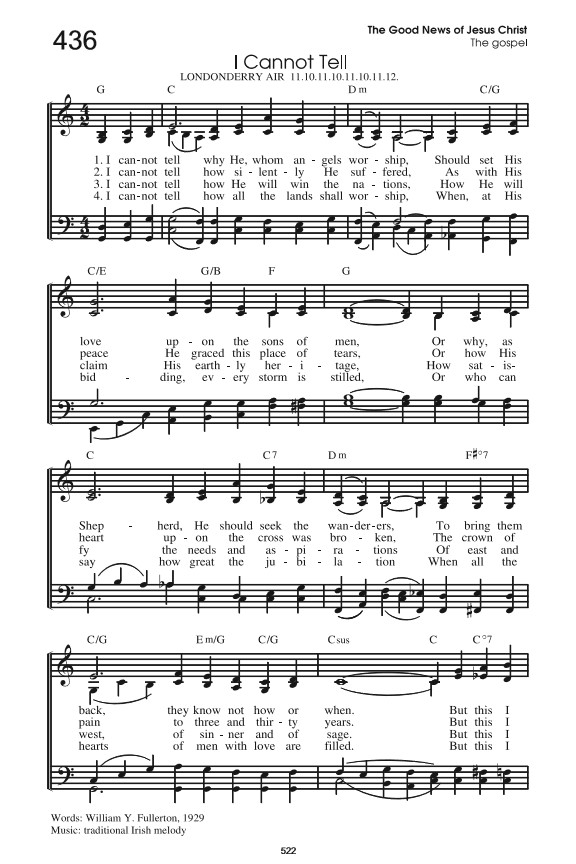 436
The Good News of Jesus Christ
The gospel
I Cannot Tell
LONDONDERRY AIR 11.10.11.10.11.10.11.12.
G C Dm C/G
1. I can-not tell why He, whom an - gels wor - ship, Should set His
2. I can-not tell how si - lent - ly He suf - fered, As with His
3. I can-not tell how He will win the na - tions, How He will
4. I can-not tell how all the lands shall wor - ship, When, at His
C/E G/B F G
love up - on the sons of men, Or why, as
peace He graced this place of tears, Or how His
claim His earth - ly her - i - tage, How sat - is-
bid - ding, ev - ery storm is stilled, Or who can
C C7 Dm F♯°7
Shep - herd, He should seek the wan-der-ers, To bring them
heart up - on the cross was bro - ken, The crown of
fy the needs and as - pi - ra - tions Of east and
say how great the ju - bi - la - tion When all the
C/G Em/G C/G Csus C C°7
back, they know not how or when. But this I
pain to three and thir - ty years. But this I
west, of sin - ner and of sage. But this I
hearts of men with love are filled. But this I
Words: William Y. Fullerton, 1929
Music: traditional Irish melody
522